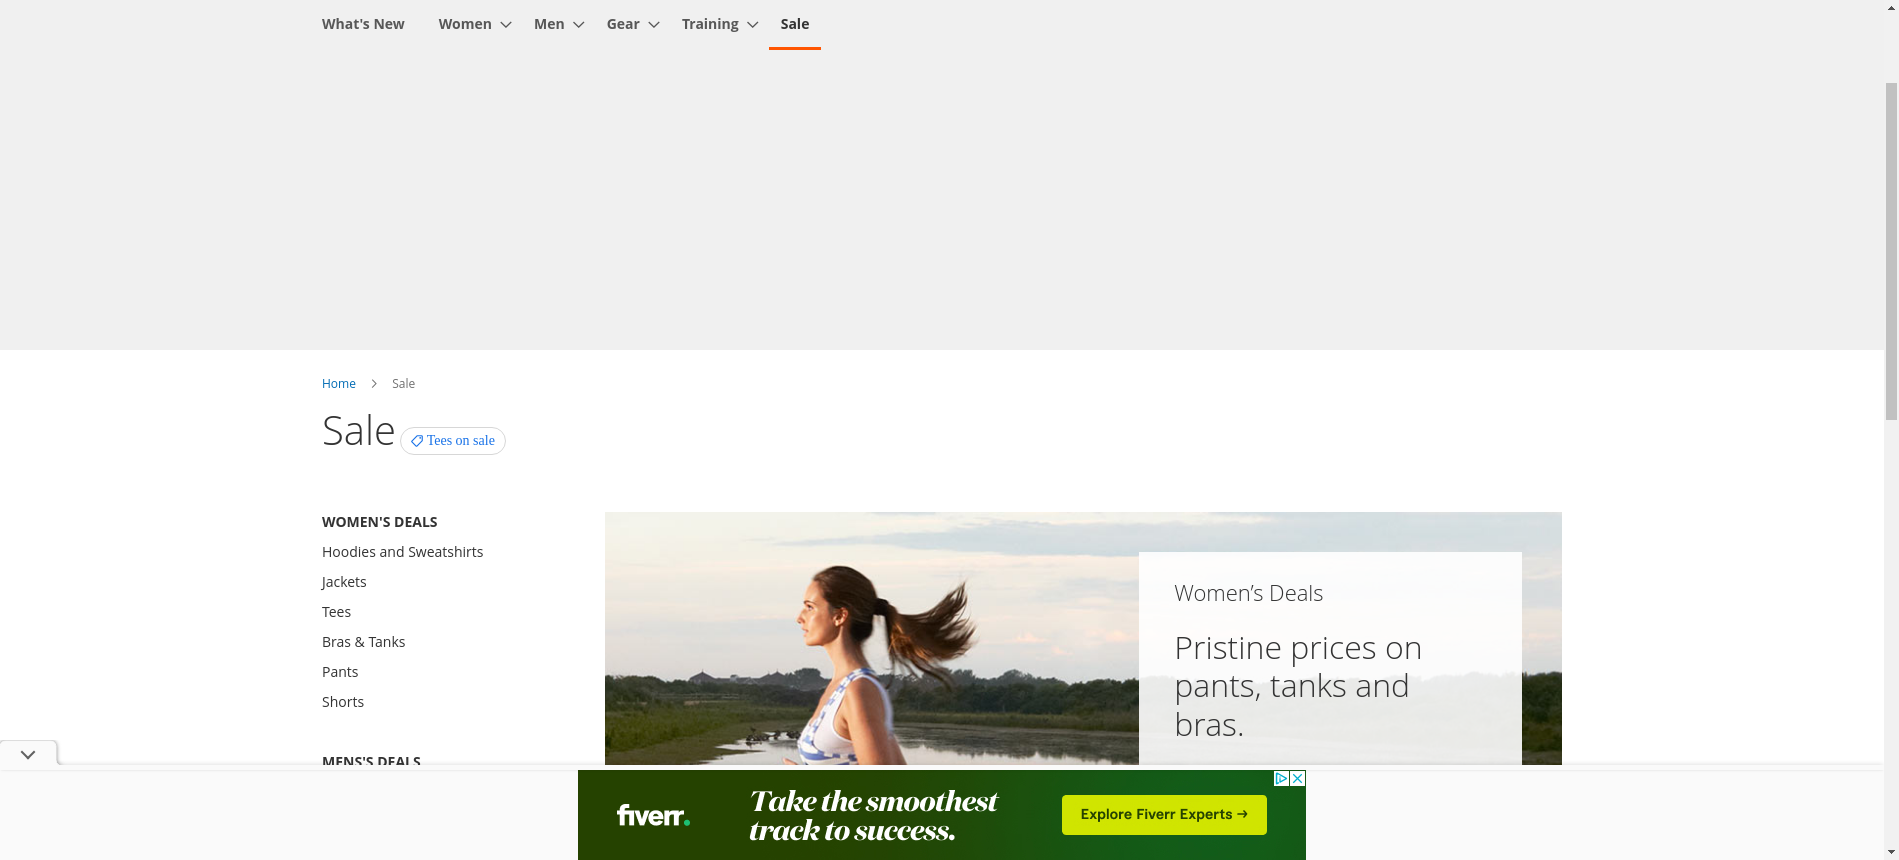 What's New Women Men Gear Training Sale
Home Sale
Sale Tees on sale
WOMEN'S DEALS
Hoodies and Sweatshirts
Jackets
Tees
Bras & Tanks
Pants
Shorts
MENS'S DEALS
Women’s Deals
Pristine prices on
pants, tanks and
bras.
fiverr.
Take the smoothest
track to success.
Explore Fiverr Experts →